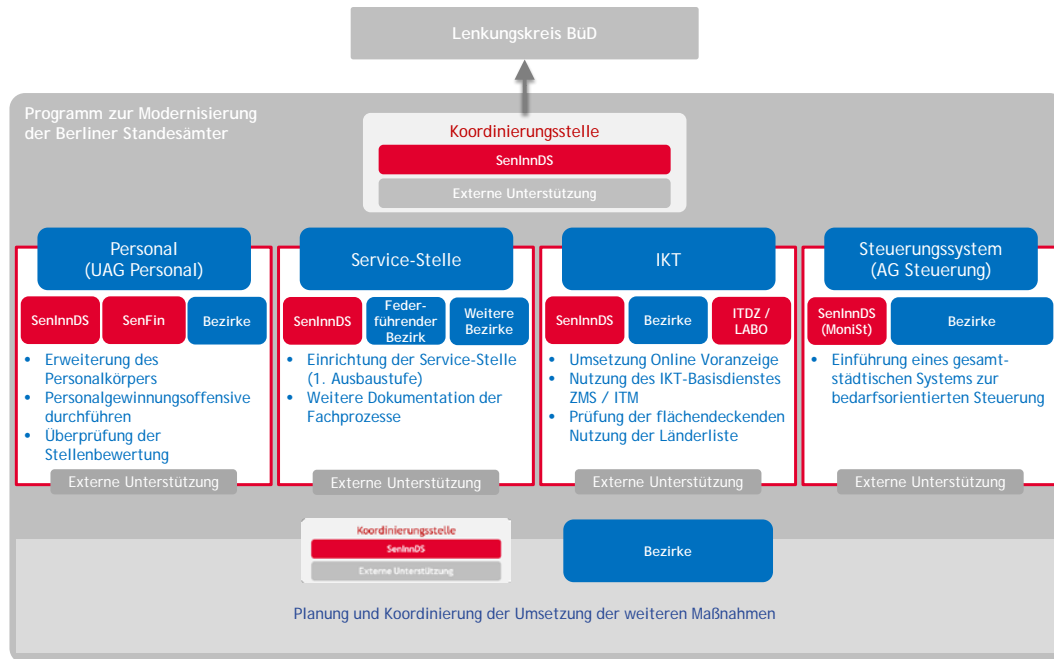 Lenkungskreis BüD
Programm zur Modernisierung
der Berliner Standesämter
Koordinierungsstelle
SenInnDS
Externe Unterstützung
Personal
(UAG Personal)
SenInnDS
SenFin
Bezirke
• Erweiterung des
Personalkörpers
• Personalgewinnungsoffensive
durchführen
• Überprüfung der
Stellenbewertung
Externe Unterstützung
Service-Stelle
SenInnDS
Feder-
führender
Bezirk
Weitere
Bezirke
• Einrichtung der Service-Stelle
(1. Ausbaustufe)
• Weitere Dokumentation der
Fachprozesse
Externe Unterstützung
IKT
SenInnDS
Bezirke
ITDZ /
LABO
• Umsetzung Online Voranzeige
• Nutzung des IKT-Basisdienstes
ZMS / ITM
• Prüfung der flächendeckenden
Nutzung der Länderliste
Externe Unterstützung
Steuerungssystem
(AG Steuerung)
SenInnDS
(MoniSt)
Bezirke
• Einführung eines gesamt-
städtischen Systems zur
bedarfsorientierten Steuerung
Externe Unterstützung
Koordinierungsstelle
SenInnDS
Externe Unterstützung
Bezirke
Planung und Koordinierung der Umsetzung der weiteren Maßnahmen